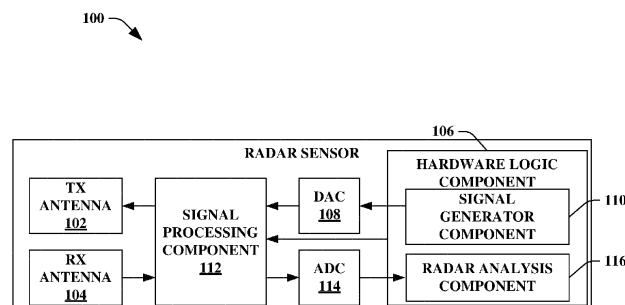 100
106
RADAR SENSOR
TX
ANTENNA
102
RX
ANTENNA
104
SIGNAL
PROCESSING
COMPONENT
112
DAC
108
ADC
114
HARDWARE LOGIC
COMPONENT
SIGNAL
GENERATOR
COMPONENT
110
RADAR ANALYSIS
COMPONENT
116